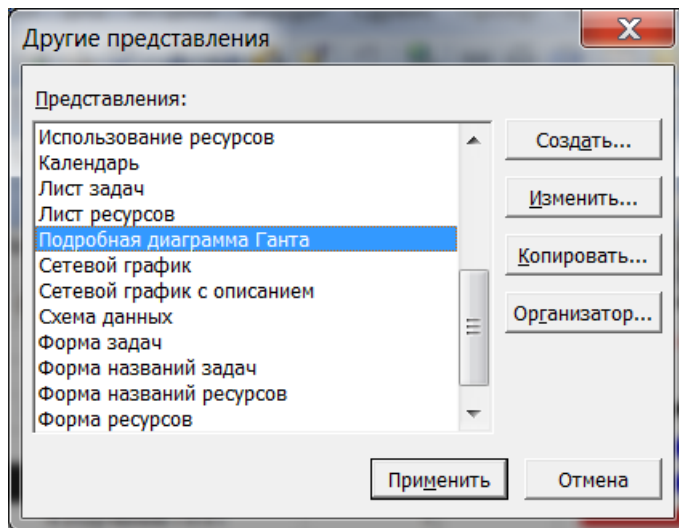 Другие представления
Представления:
Использование ресурсов
Календарь
Лист задач
Лист ресурсов
Подробная диаграмма Ганта
Сетевой график
Сетевой график с описанием
Схема данных
Форма задач
Форма названий задач
Форма названий ресурсов
Форма ресурсов
Создать...
Изменить...
Копировать...
Организатор...
Применить
Отмена